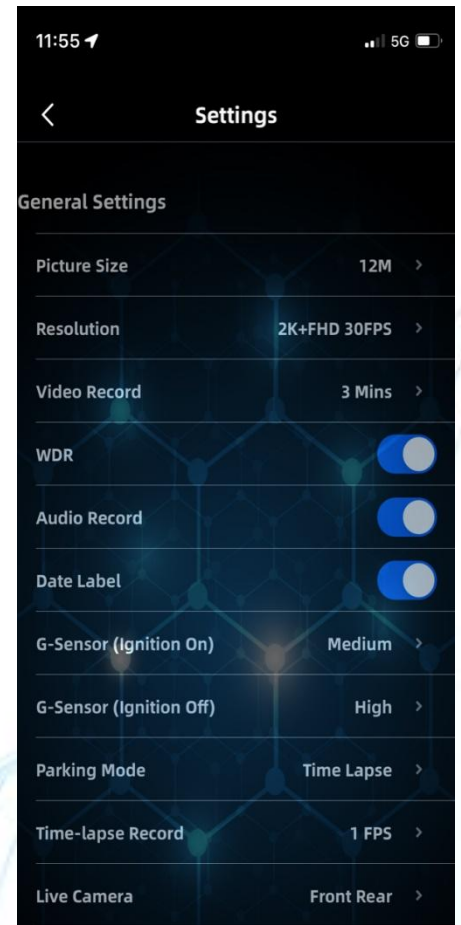 11:55 5G
Settings
General Settings
Picture Size 12M
Resolution 2K+FHD 30FPS
Video Record 3 Mins
WDR
Audio Record
Date Label
G-Sensor (Ignition On) Medium
G-Sensor (Ignition Off) High
Parking Mode Time Lapse
Time-lapse Record 1 FPS
Live Camera Front Rear